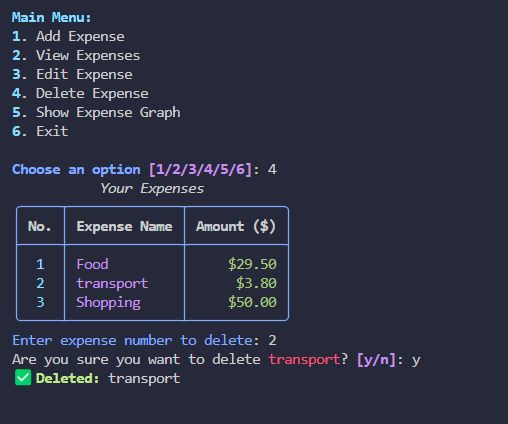 Main Menu:
1. Add Expense
2. View Expenses
3. Edit Expense
4. Delete Expense
5. Show Expense Graph
6. Exit
Choose an option [1/2/3/4/5/6]: 4
Your Expenses
No. Expense Name Amount ($)
1 Food $29.50
2 transport $3.80
3 Shopping $50.00
Enter expense number to delete: 2
Are you sure you want to delete transport? [y/n]: y
✅ Deleted: transport